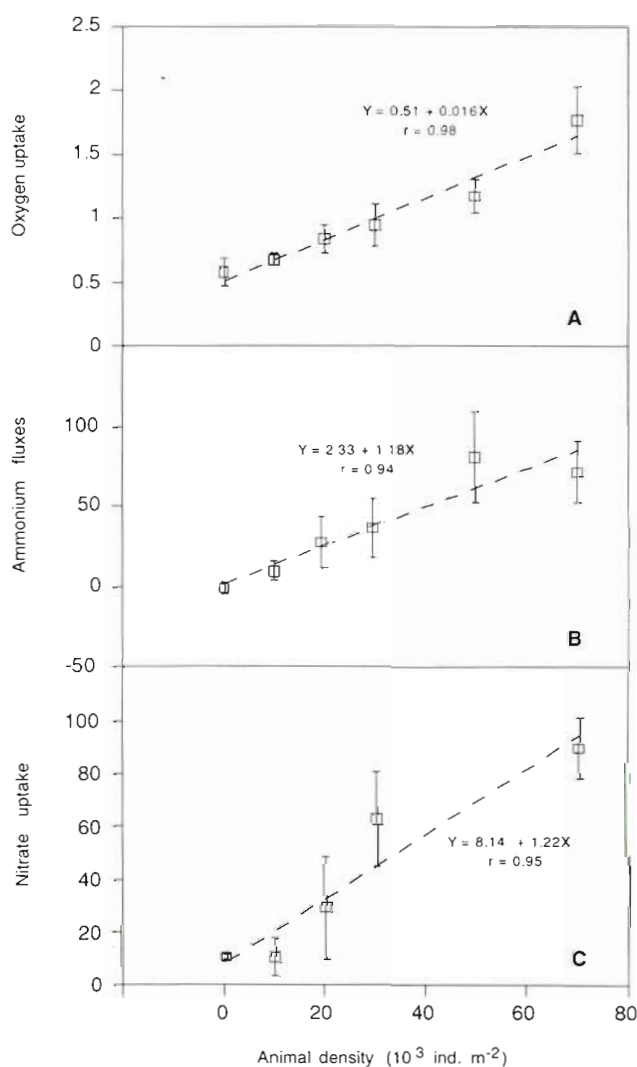 2.5
2
1.5
1
0.5
0
Oxygen uptake
Y = 0.51 + 0.016X
r = 0.98
A
100
50
0
-50
Ammonium fluxes
Y = 2 33 + 1 18X
r = 0 94
B
100
80
60
40
20
0
Nitrate uptake
Y = 8.14 + 1.22X
r = 0.95
C
0 20 40 60 80
Animal density (10³ ind. m⁻²)